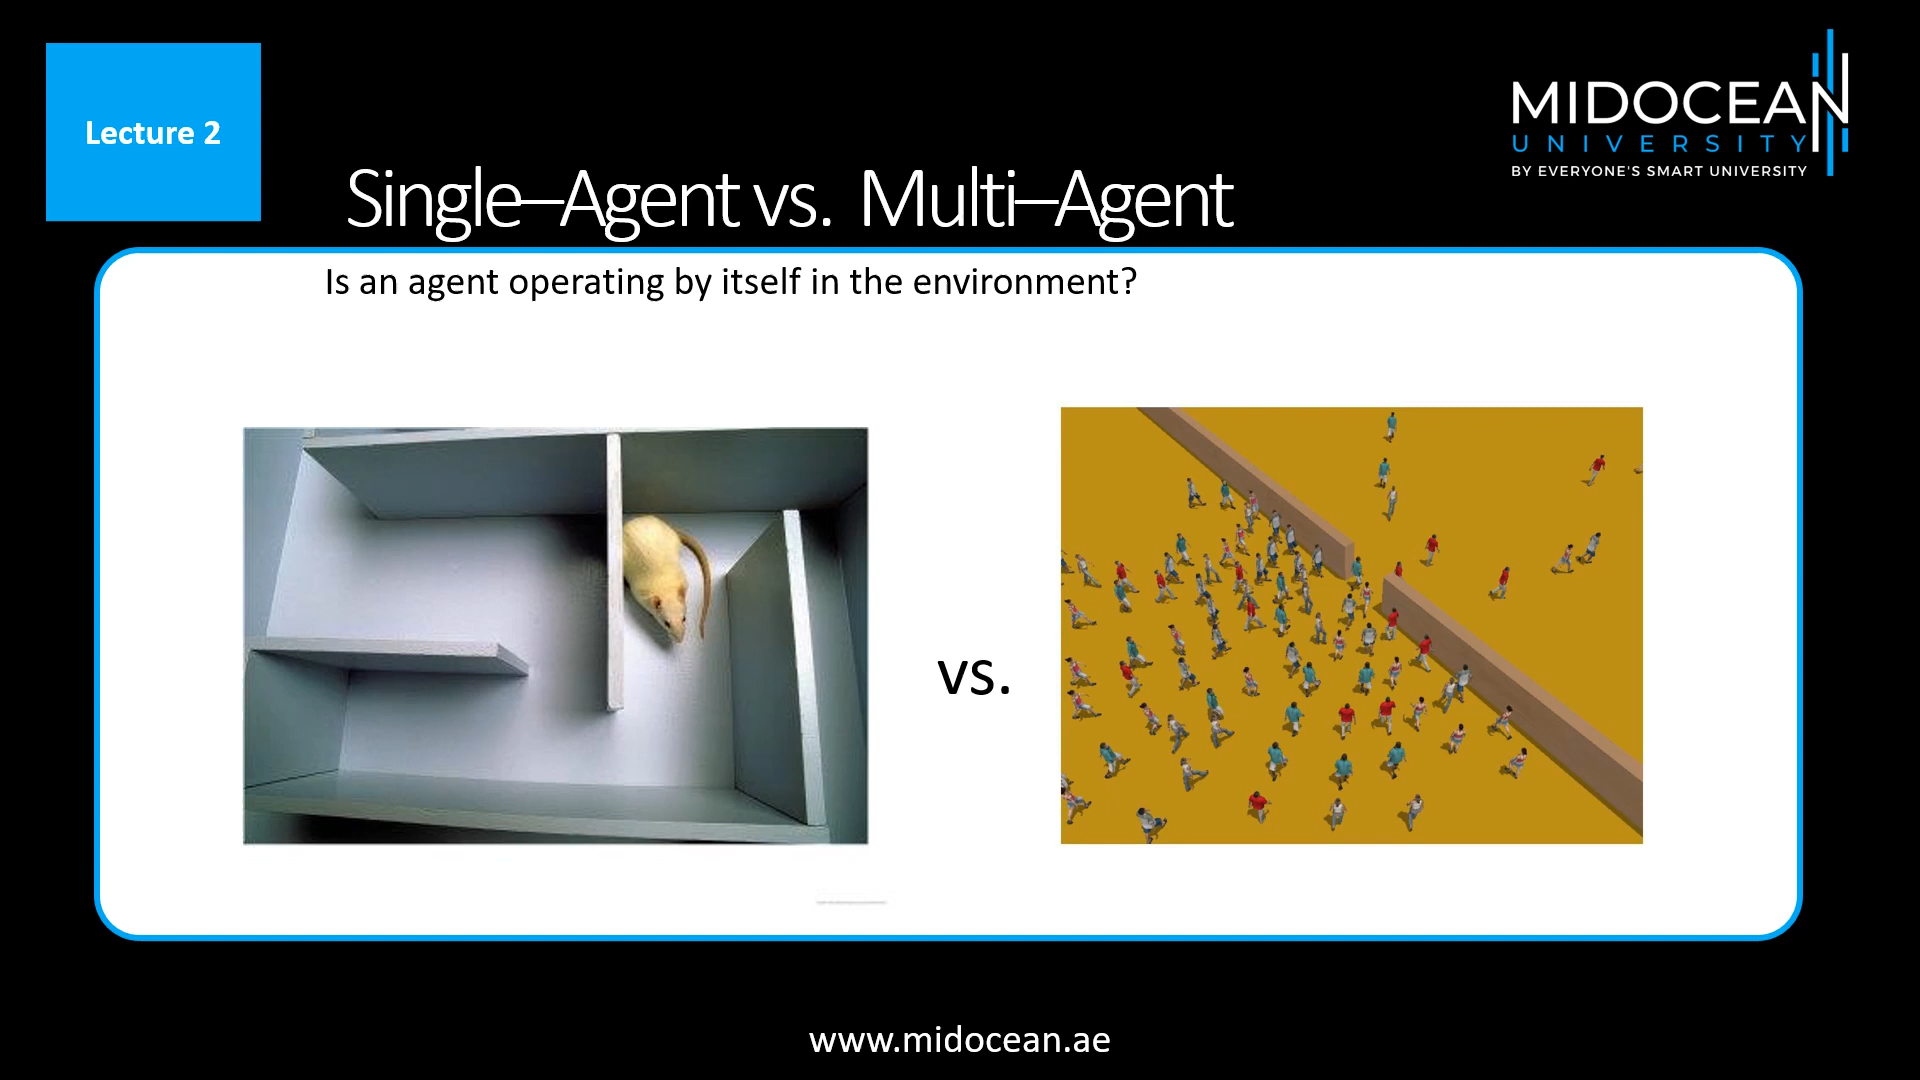 Lecture 2
MIDOCEAN
UNIVERSITY
BY EVERYONE'S SMART UNIVERSITY
Single–Agent vs. Multi–Agent
Is an agent operating by itself in the environment?
vs.
www.midocean.ae